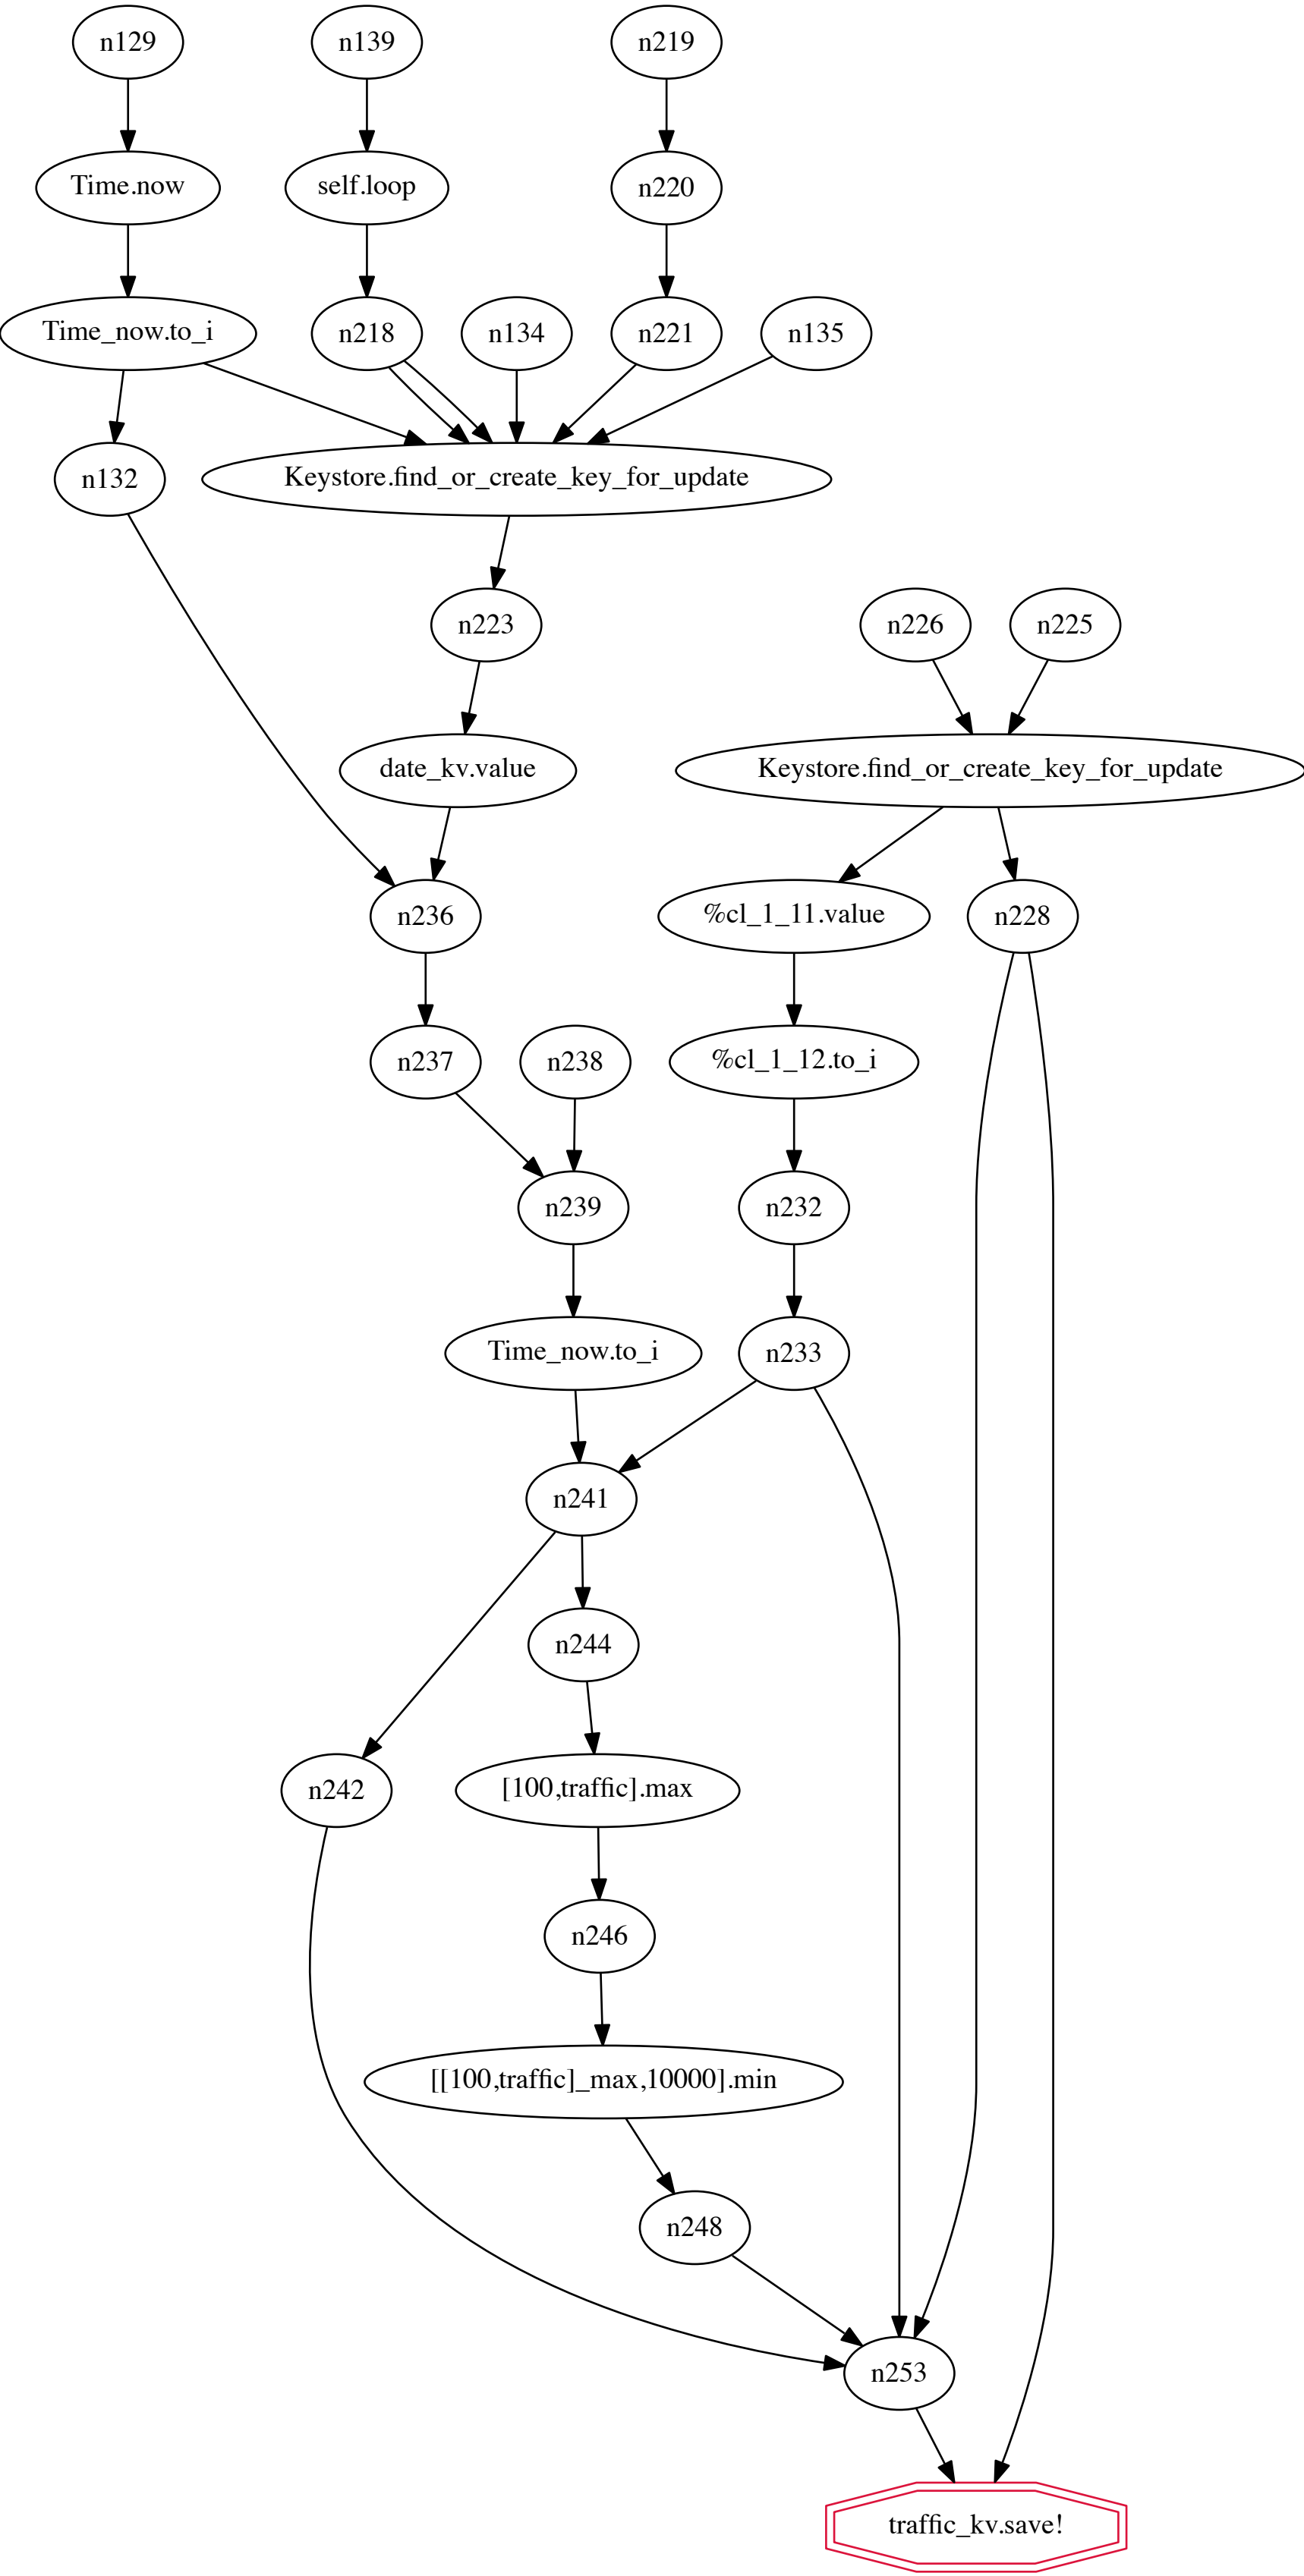 n129
n139
n219
Time.now
self.loop
n220
Time_now.to_i
n218
n134
n221
n135
n132
Keystore.find_or_create_key_for_update
n223
n226
n225
date_kv.value
Keystore.find_or_create_key_for_update
n236
%cl_1_11.value
n228
n237
n238
%cl_1_12.to_i
n239
n232
Time_now.to_i
n233
n241
n244
n242
[100,traffic].max
n246
[[100,traffic]_max,10000].min
n248
n253
traffic_kv.save!